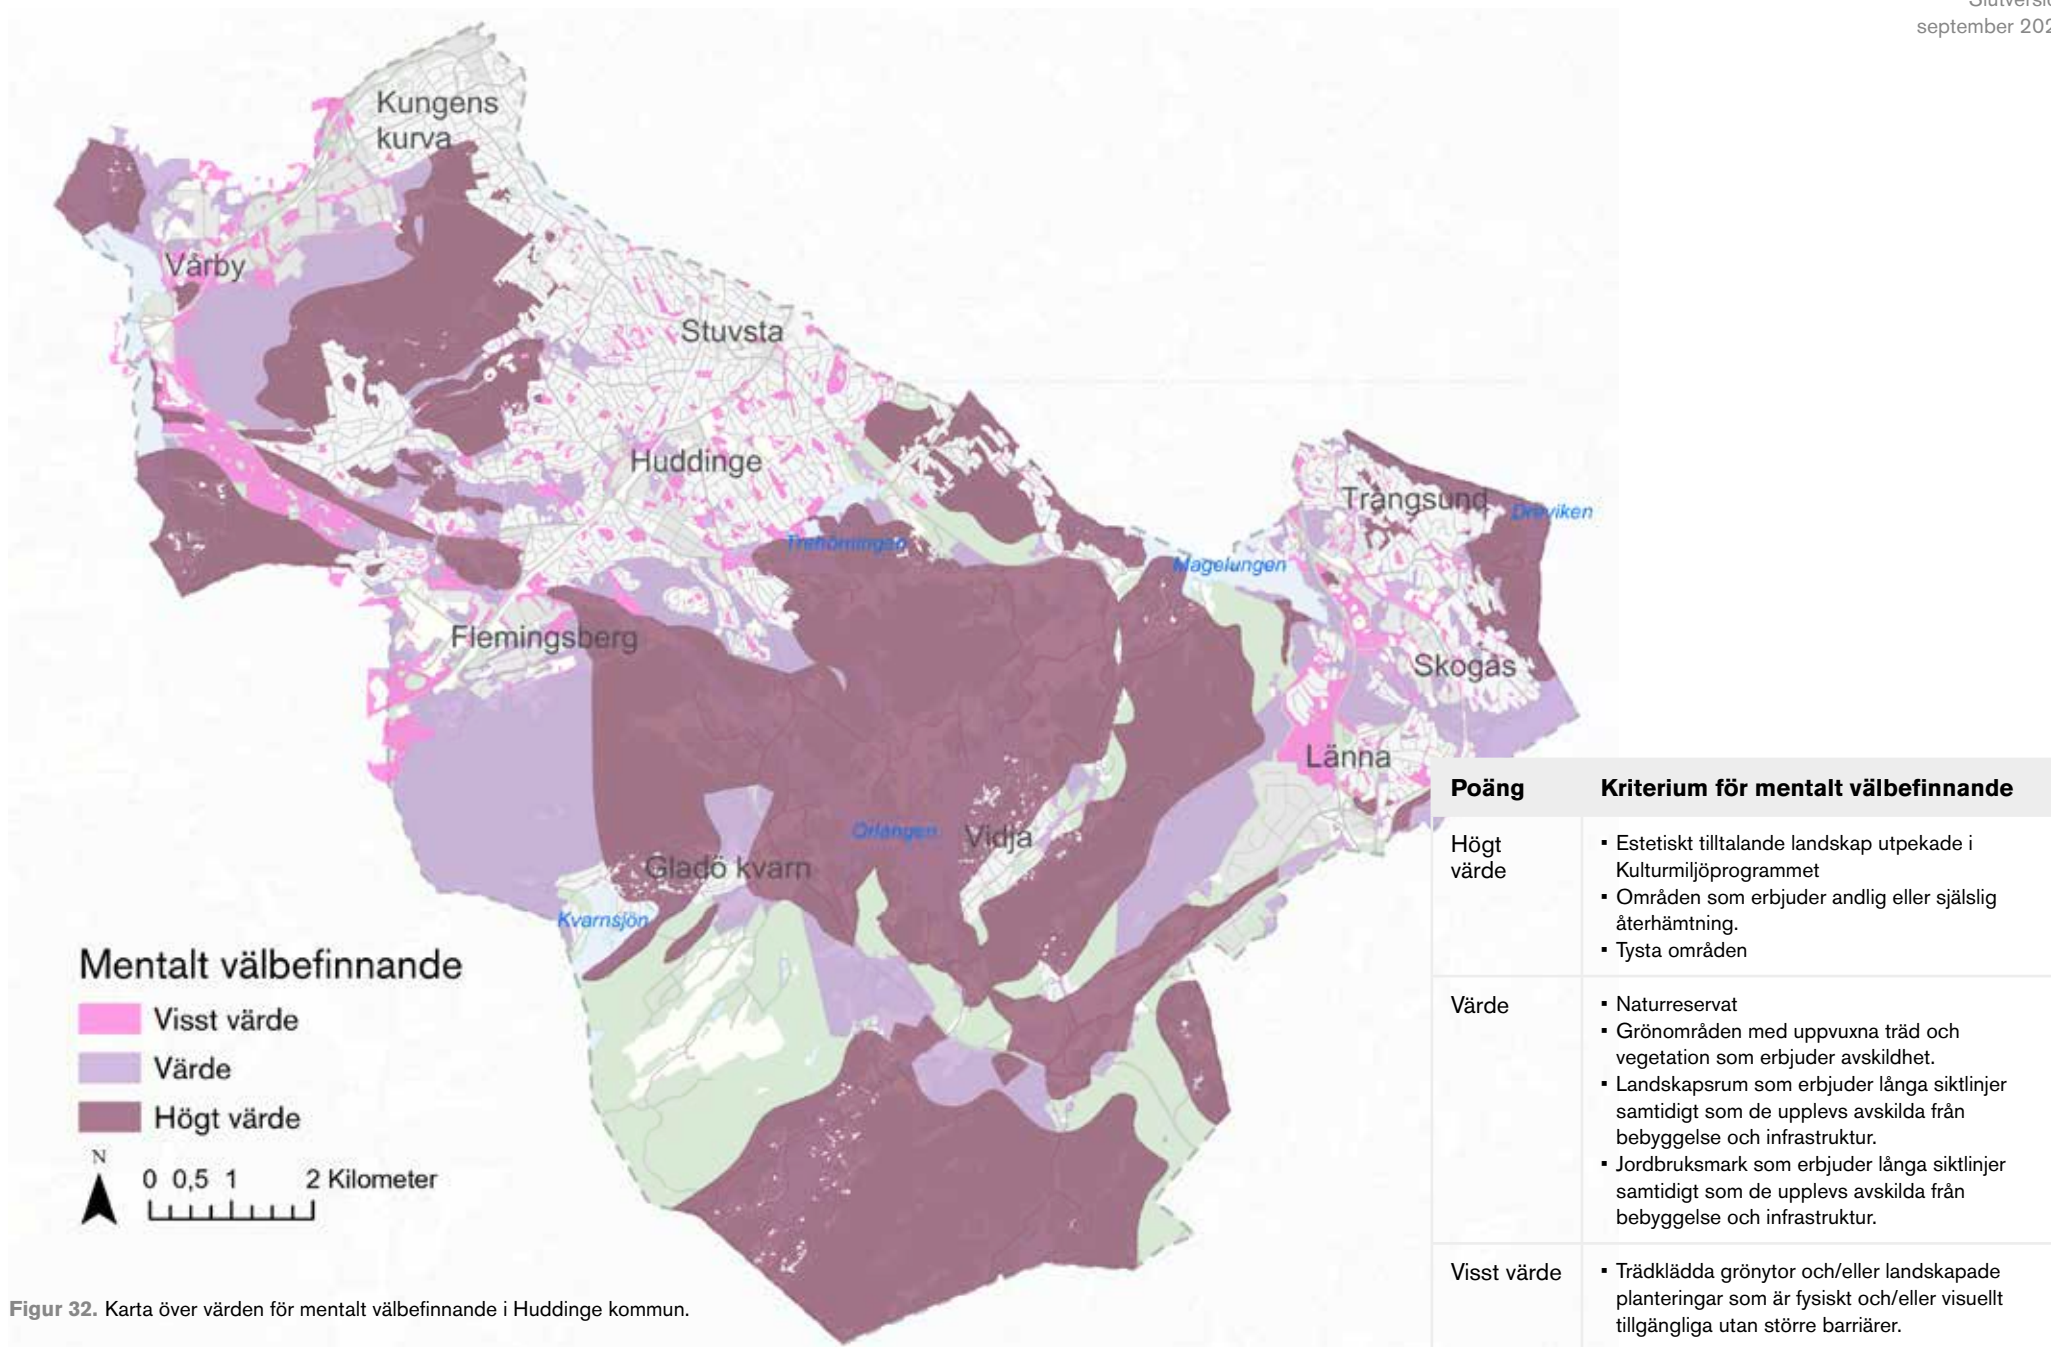 Slutversio
september 202
Kungens
kurva
Vårby
Stuvsta
Huddinge
Trångsund
Drevviken
Trehörningen
Magelungen
Flemingsberg
Skogås
Länna
Orlången
Vidja
Gladö kvarn
Kvarnsjön
Mentalt välbefinnande
Visst värde
Värde
Högt värde
N
0 0,5 1 2 Kilometer
Poäng Kriterium för mentalt välbefinnande
Högt
värde
▪ Estetiskt tilltalande landskap utpekade i
Kulturmiljöprogrammet
▪ Områden som erbjuder andlig eller själslig
återhämtning.
▪ Tysta områden
Värde
▪ Naturreservat
▪ Grönområden med uppvuxna träd och
vegetation som erbjuder avskildhet.
▪ Landskapsrum som erbjuder långa siktlinjer
samtidigt som de upplevs avskilda från
bebyggelse och infrastruktur.
▪ Jordbruksmark som erbjuder långa siktlinjer
samtidigt som de upplevs avskilda från
bebyggelse och infrastruktur.
Visst värde
▪ Trädklädda grönytor och/eller landskapade
planteringar som är fysiskt och/eller visuellt
tillgängliga utan större barriärer.
Figur 32. Karta över värden för mentalt välbefinnande i Huddinge kommun.